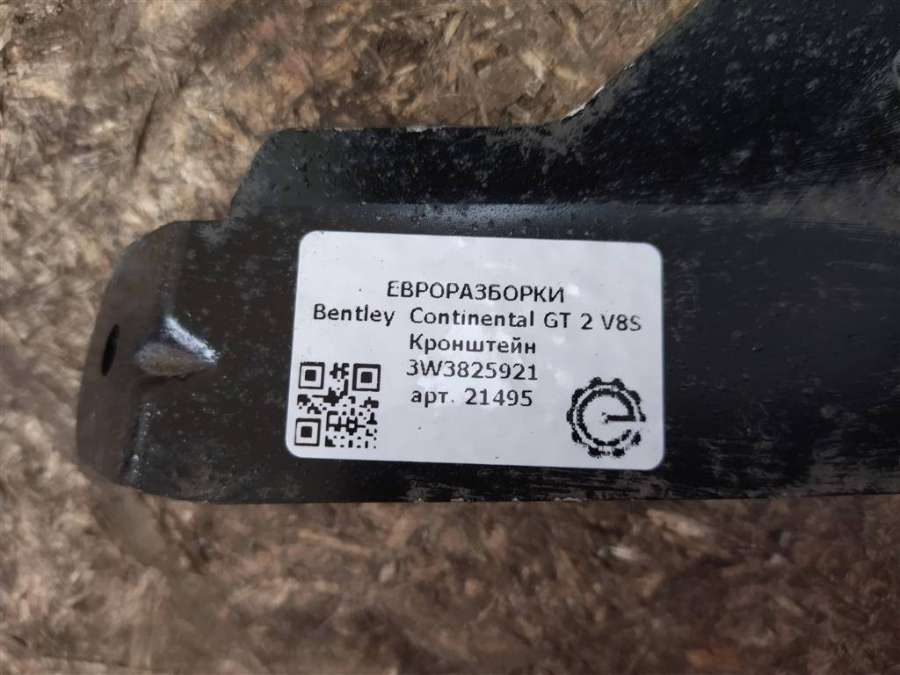 ЕВРОРАЗБОРКИ
Bentley Continental GT 2 V8S
Кронштейн
3W3825921
арт. 21495